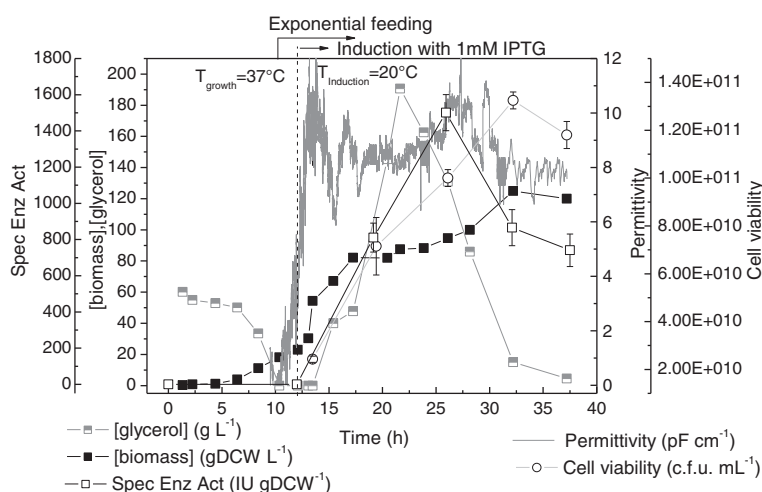 Exponential feeding
Induction with 1mM IPTG
T growth=37°C
T Induction=20°C
Spec Enz Act
1800
1600
1400
1200
1000
800
600
400
200
0
[biomass],[glycerol]
200
180
160
140
120
100
80
60
40
20
0
12
10
8
6
4
2
0
Permittivity
1.40E+011
1.20E+011
1.00E+011
8.00E+010
6.00E+010
4.00E+010
2.00E+010
Cell viability
0 5 10 15 20 25 30 35 40
Time (h)
[glycerol] (g L-1)
[biomass] (gDCW L-1)
Spec Enz Act (IU gDCW-1)
Permittivity (pF cm-1)
Cell viability (c.f.u. mL-1)